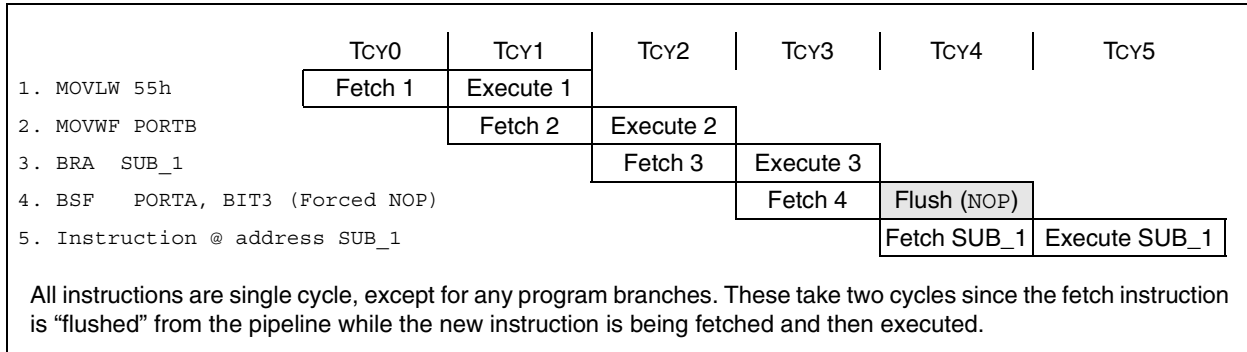 TCY0 TCY1 TCY2 TCY3 TCY4 TCY5
1. MOVLW 55h Fetch 1 Execute 1
2. MOVWF PORTB Fetch 2 Execute 2
3. BRA SUB_1 Fetch 3 Execute 3
4. BSF PORTA, BIT3 (Forced NOP) Fetch 4 Flush (NOP)
5. Instruction @ address SUB_1 Fetch SUB_1 Execute SUB_1
All instructions are single cycle, except for any program branches. These take two cycles since the fetch instruction
is “flushed” from the pipeline while the new instruction is being fetched and then executed.